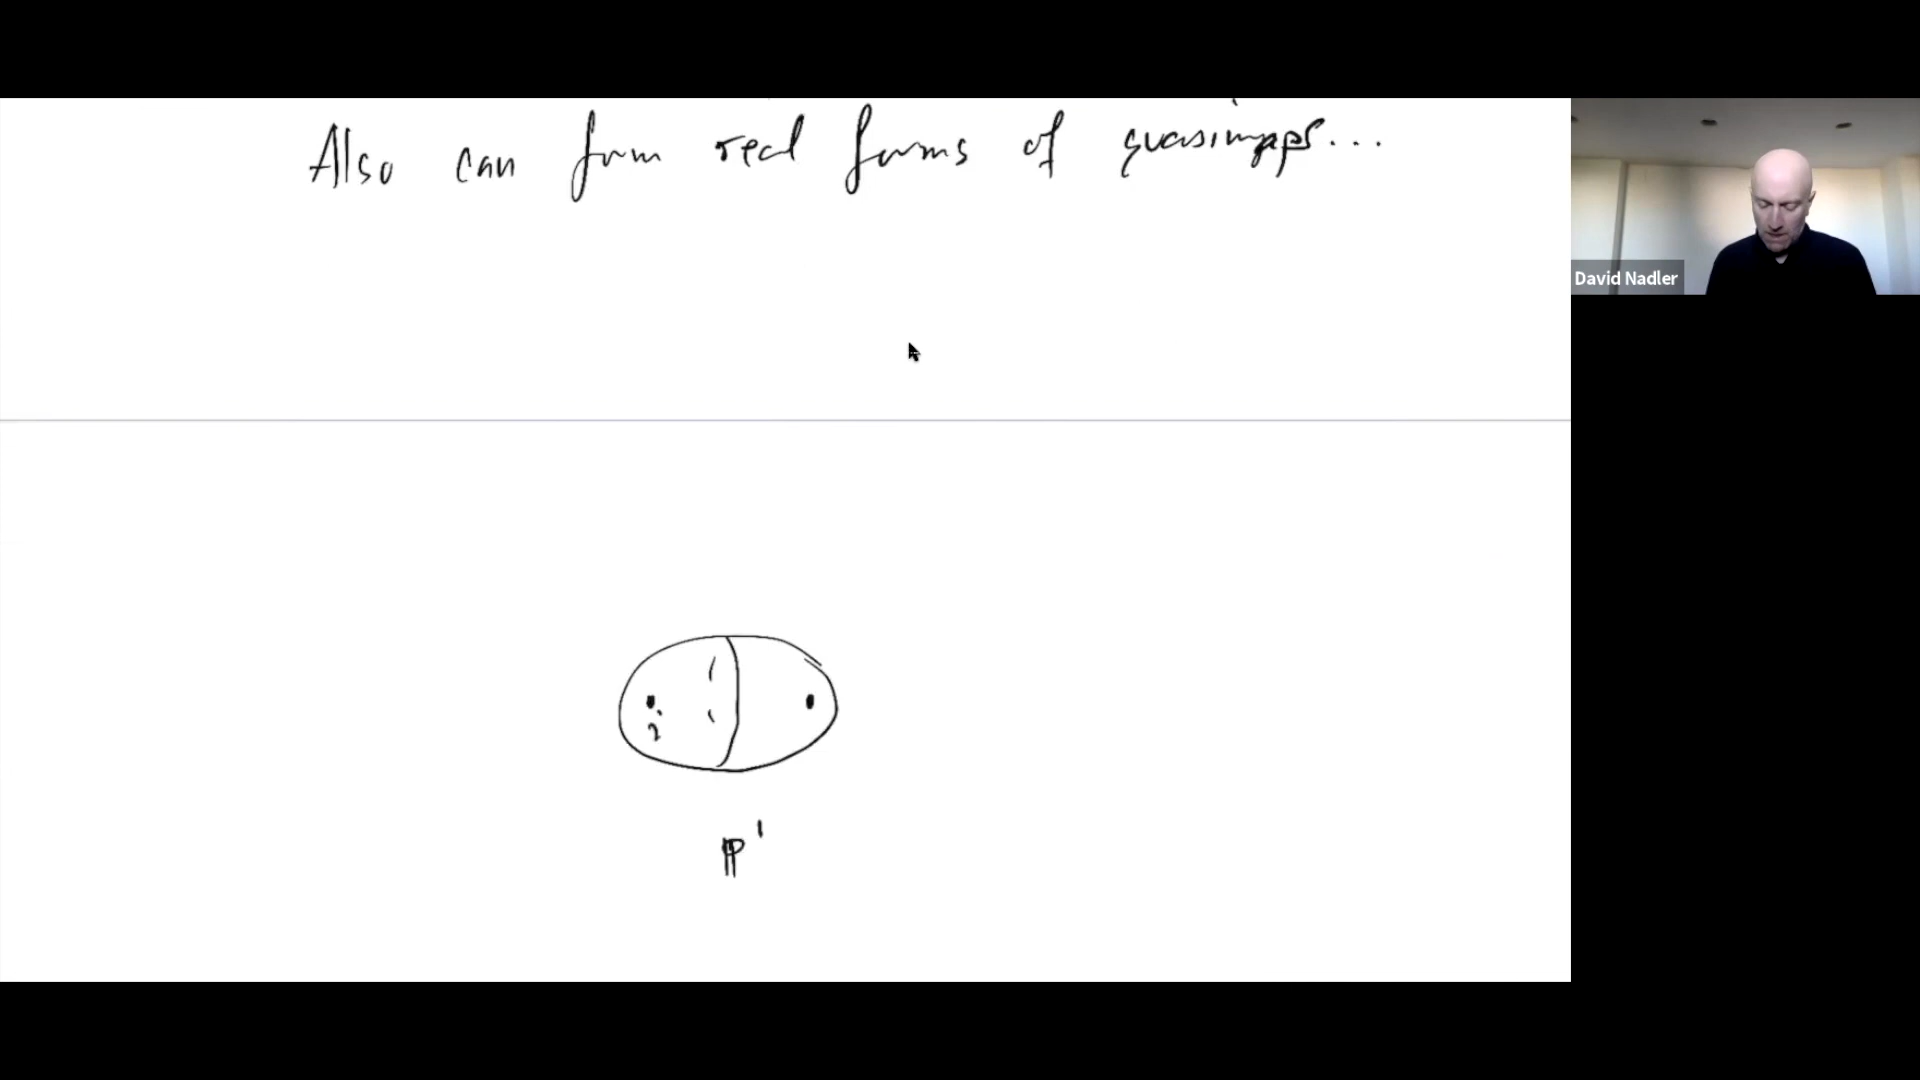 Also can form real forms of quasimaps...
David Nadler
i
ℙ¹